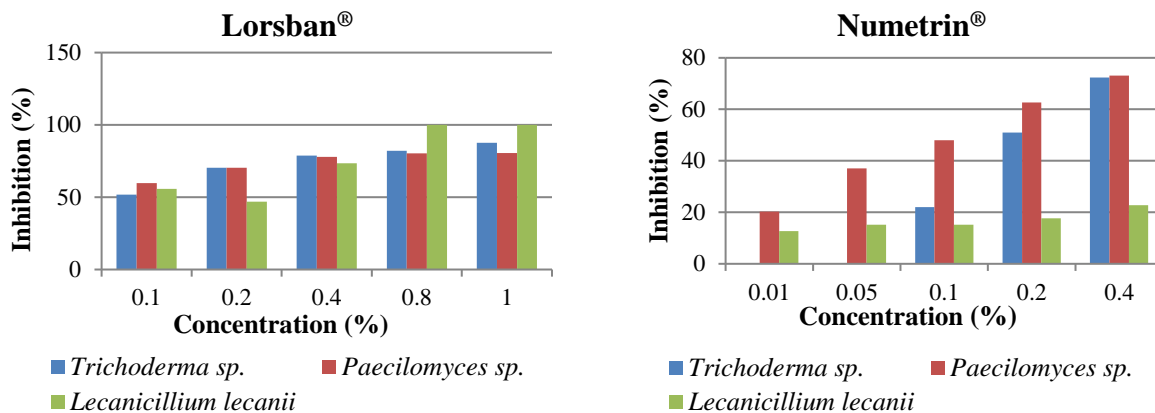 Lorsban®
150
100
50
0
Inhibition (%)
0.1 0.2 0.4 0.8 1
Concentration (%)
Trichoderma sp. Paecilomyces sp.
Lecanicillium lecanii
Numetrin®
80
60
40
20
0
Inhibition (%)
0.01 0.05 0.1 0.2 0.4
Concentration (%)
Trichoderma sp. Paecilomyces sp.
Lecanicillium lecanii